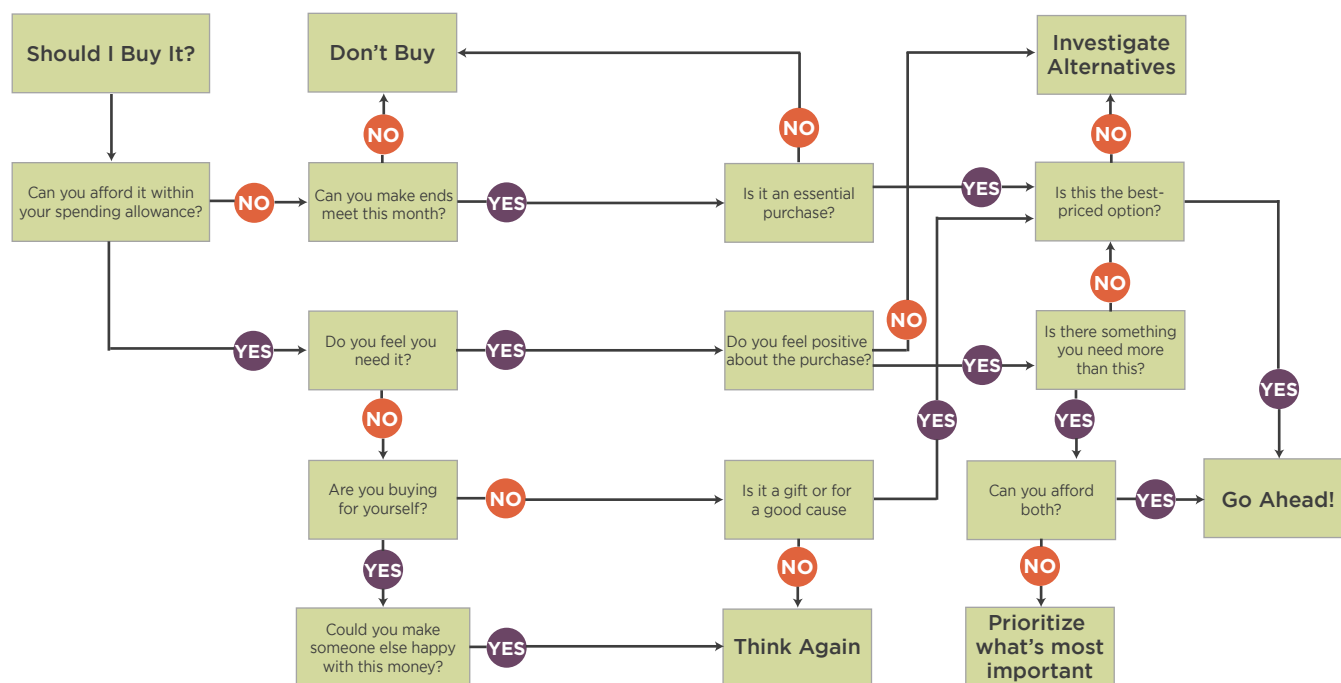 Should I Buy It?
Don't Buy
Investigate
Alternatives
NO
NO
NO
Can you afford it within
your spending allowance?
NO
Can you make ends
meet this month?
YES
Is it an essential
purchase?
YES
Is this the best-
priced option?
NO
NO
YES
Do you feel you
need it?
YES
Do you feel positive
about the purchase?
YES
Is there something
you need more
than this?
NO
YES
YES
YES
Are you buying
for yourself?
NO
Is it a gift or for
a good cause
Can you afford
both?
YES
Go Ahead!
YES
NO
NO
Could you make
someone else happy
with this money?
YES
Think Again
Prioritize
what's most
important